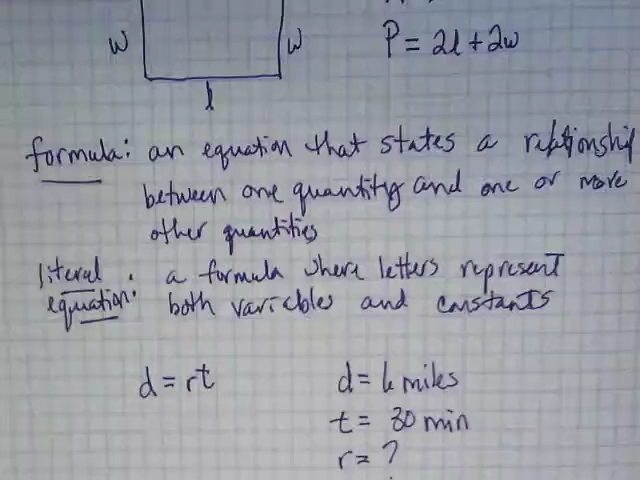 w
w
P = 2l + 2w
l
formula: an equation that states a relationship
between one quantity and one or more
other quantities
literal
equation: a formula where letters represent
both variables and constants
d = rt
d = 6 miles
t = 30 min
r = ?